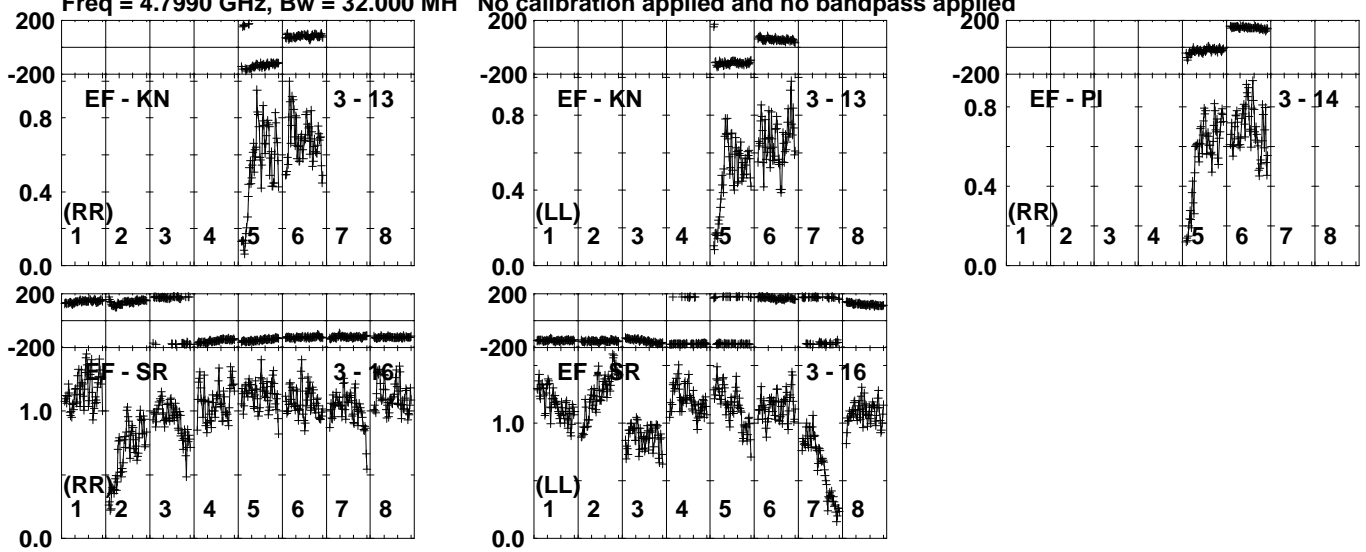 Freq = 4.7990 GHz, Bw = 32.000 MH No calibration applied and no bandpass applied
200 200 200
-200 -200 -200
EF - KN 3 - 13 EF - KN 3 - 13 EF - PI 3 - 14
0.8 0.8 0.8
0.4 0.4 0.4
(RR) (LL) (RR)
1 2 3 4 5 6 7 8 1 2 3 4 5 6 7 8 1 2 3 4 5 6 7 8
0.0 0.0 0.0
200 200
-200 -200
EF - SR 3 - 16 EF - SR 3 - 16
1.0 1.0
(RR) (LL)
1 2 3 4 5 6 7 8 1 2 3 4 5 6 7 8
0.0 0.0